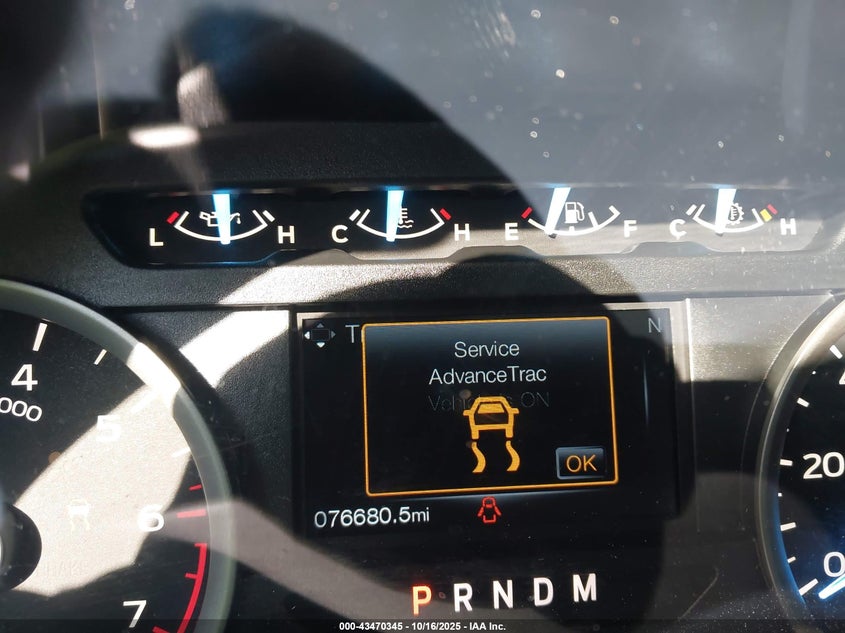 L H C H E F C H
T N
Service
AdvanceTrac
OK
076680.5mi
4
000
5
6
7
20
0
P R N D M
000-43470345 - 10/16/2025 - IAA Inc.